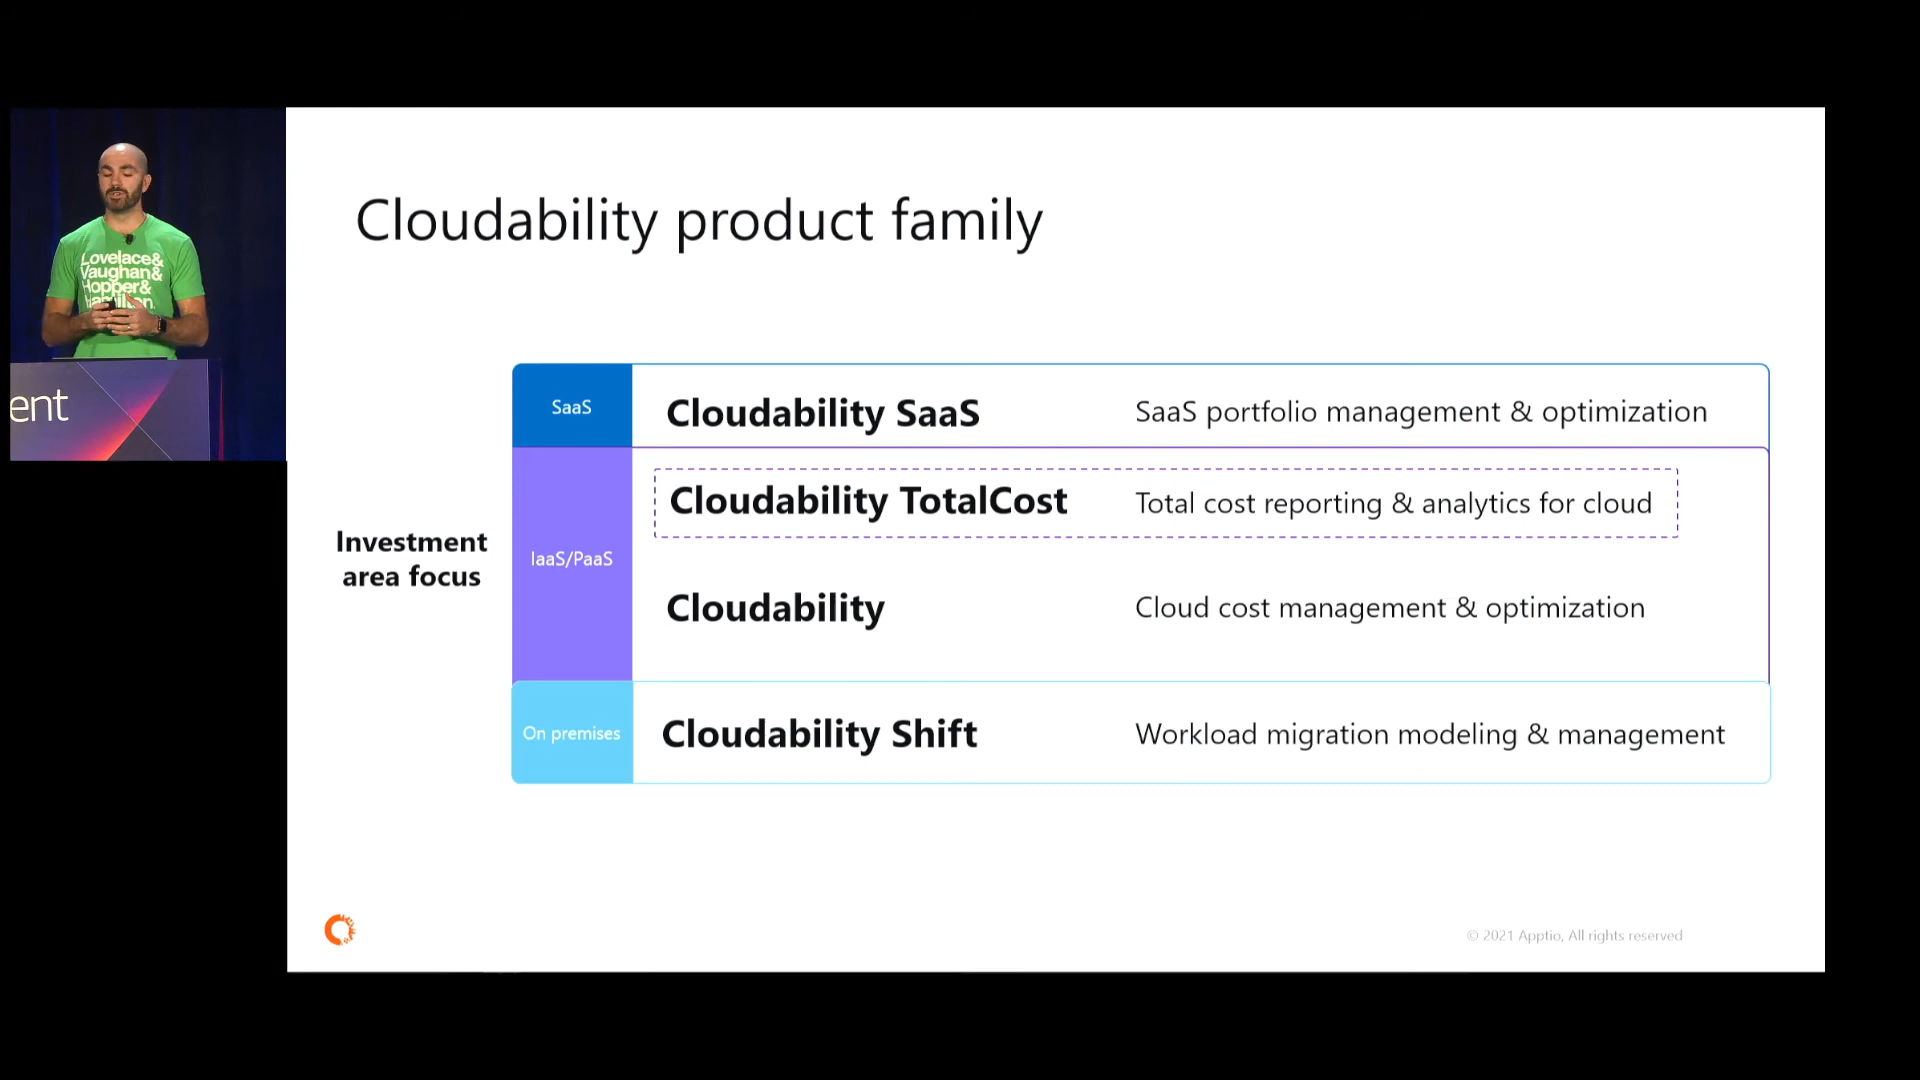 Lovelace&
Vaughan&
Hopper&
Hamilton.
ent
Cloudability product family
Investment
area focus
SaaS
Cloudability SaaS
SaaS portfolio management & optimization
IaaS/PaaS
Cloudability TotalCost
Total cost reporting & analytics for cloud
Cloudability
Cloud cost management & optimization
On premises
Cloudability Shift
Workload migration modeling & management
© 2021 Apptio, All rights reserved